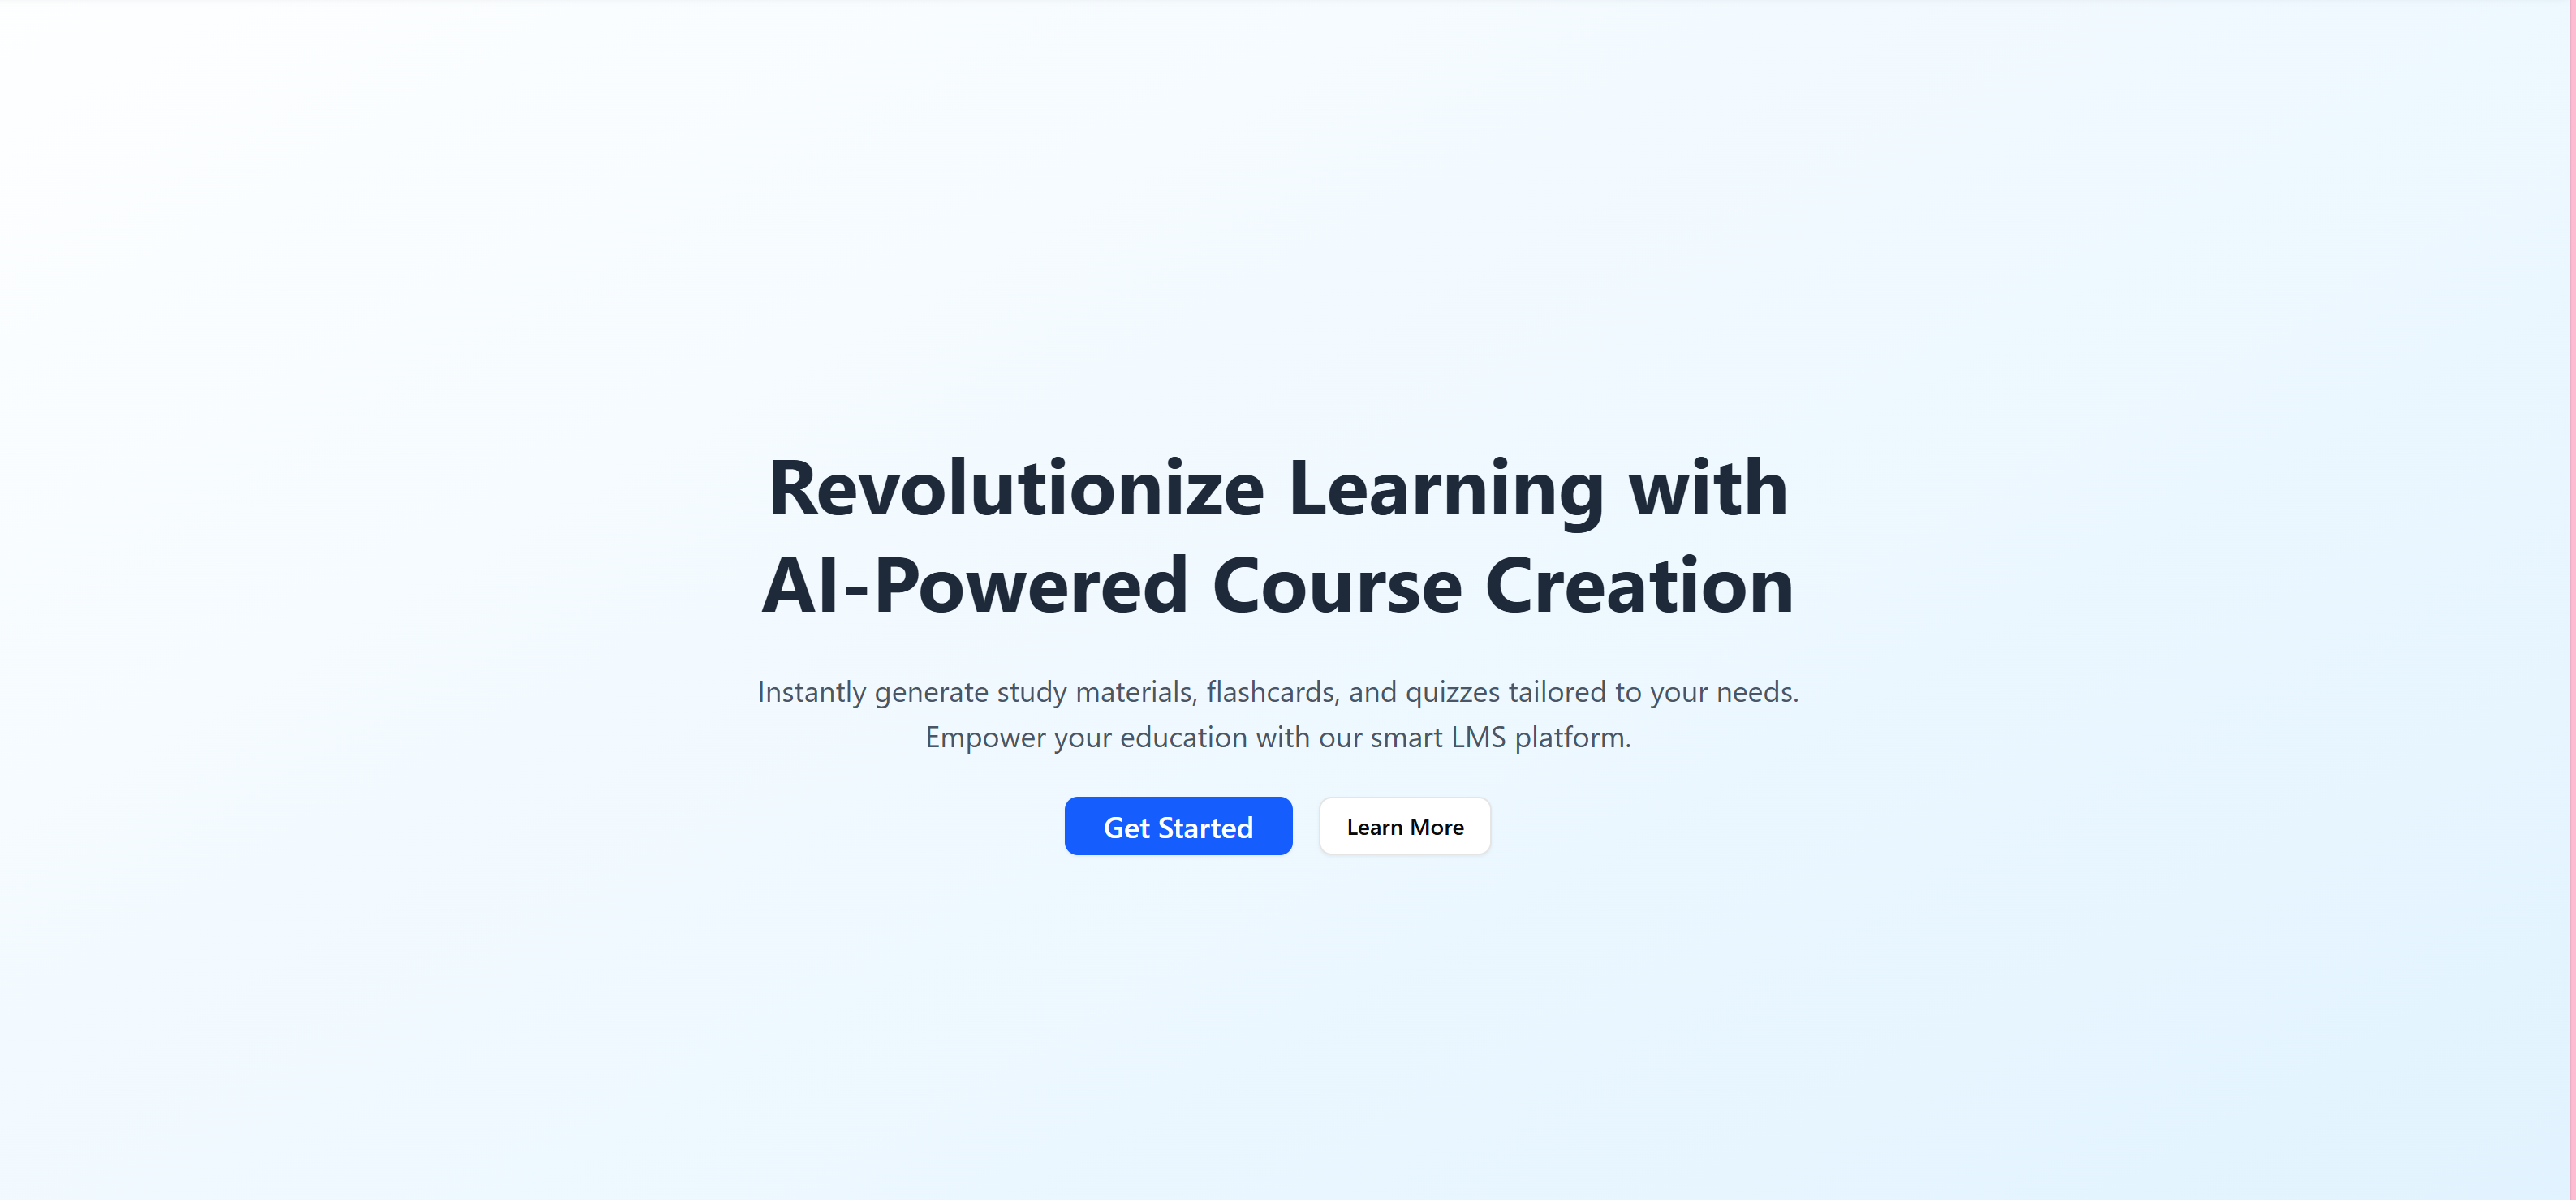 Revolutionize Learning with
AI-Powered Course Creation
Instantly generate study materials, flashcards, and quizzes tailored to your needs.
Empower your education with our smart LMS platform.
Get Started
Learn More